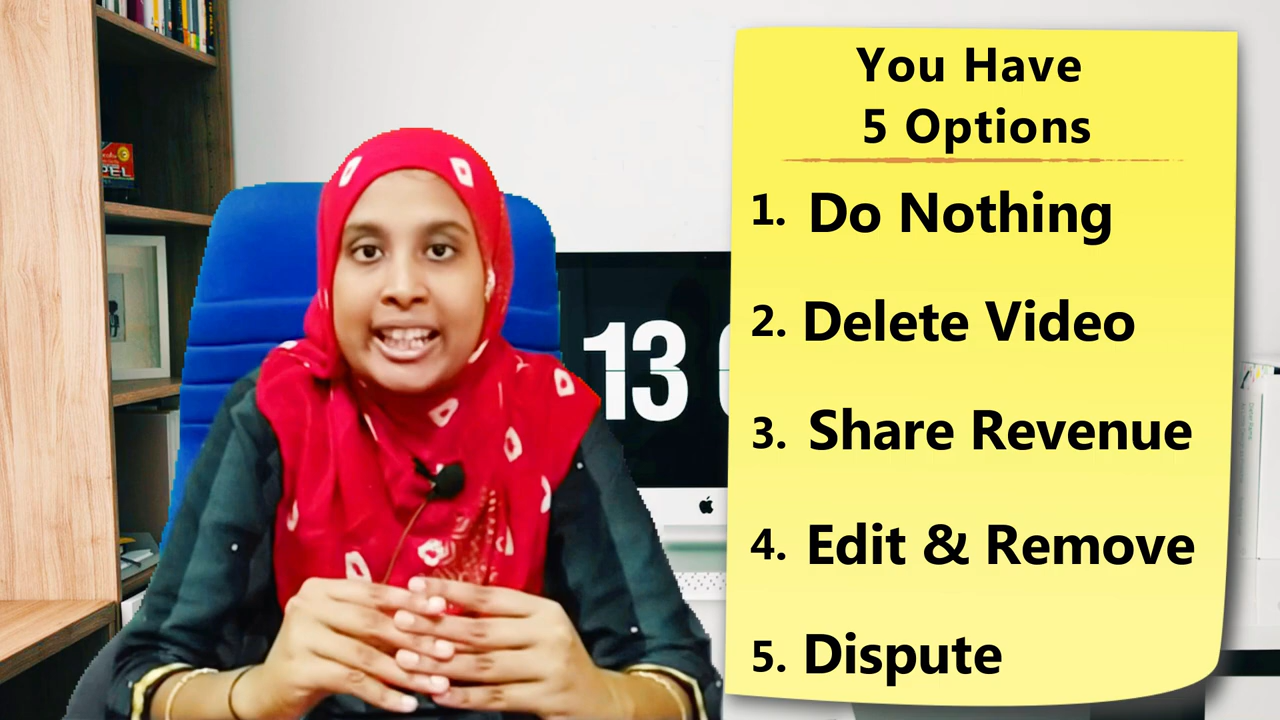 You Have
5 Options
1. Do Nothing
2. Delete Video
3. Share Revenue
4. Edit & Remove
5. Dispute
13
PEL